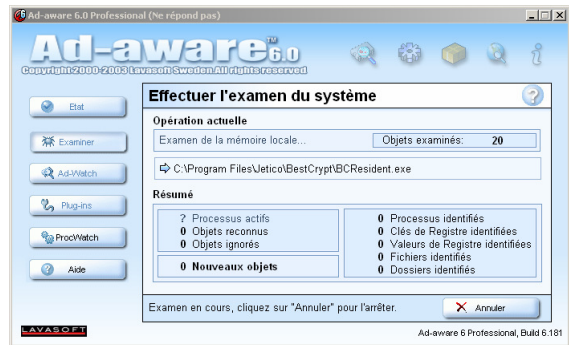 Ad-aware 6.0 Professional (Ne répond pas)
Ad-aware 6.0
TM
Copyright 2000-2003 Lavasoft Sweden. All rights reserved
Etat
Examiner
Ad-Watch
Plug-ins
ProcWatch
Aide
Effectuer l'examen du système
Opération actuelle
Examen de la mémoire locale...
Objets examinés: 20
C:\Program Files\Jetico\BestCrypt\BCResident.exe
Résumé
? Processus actifs
0 Objets reconnus
0 Objets ignorés
0 Nouveaux objets
0 Processus identifiés
0 Clés de Registre identifiées
0 Valeurs de Registre identifiées
0 Fichiers identifiés
0 Dossiers identifiés
Examen en cours, cliquez sur "Annuler" pour l'arrêter.
Annuler
LAVASOFT
Ad-aware 6 Professional, Build 6.181